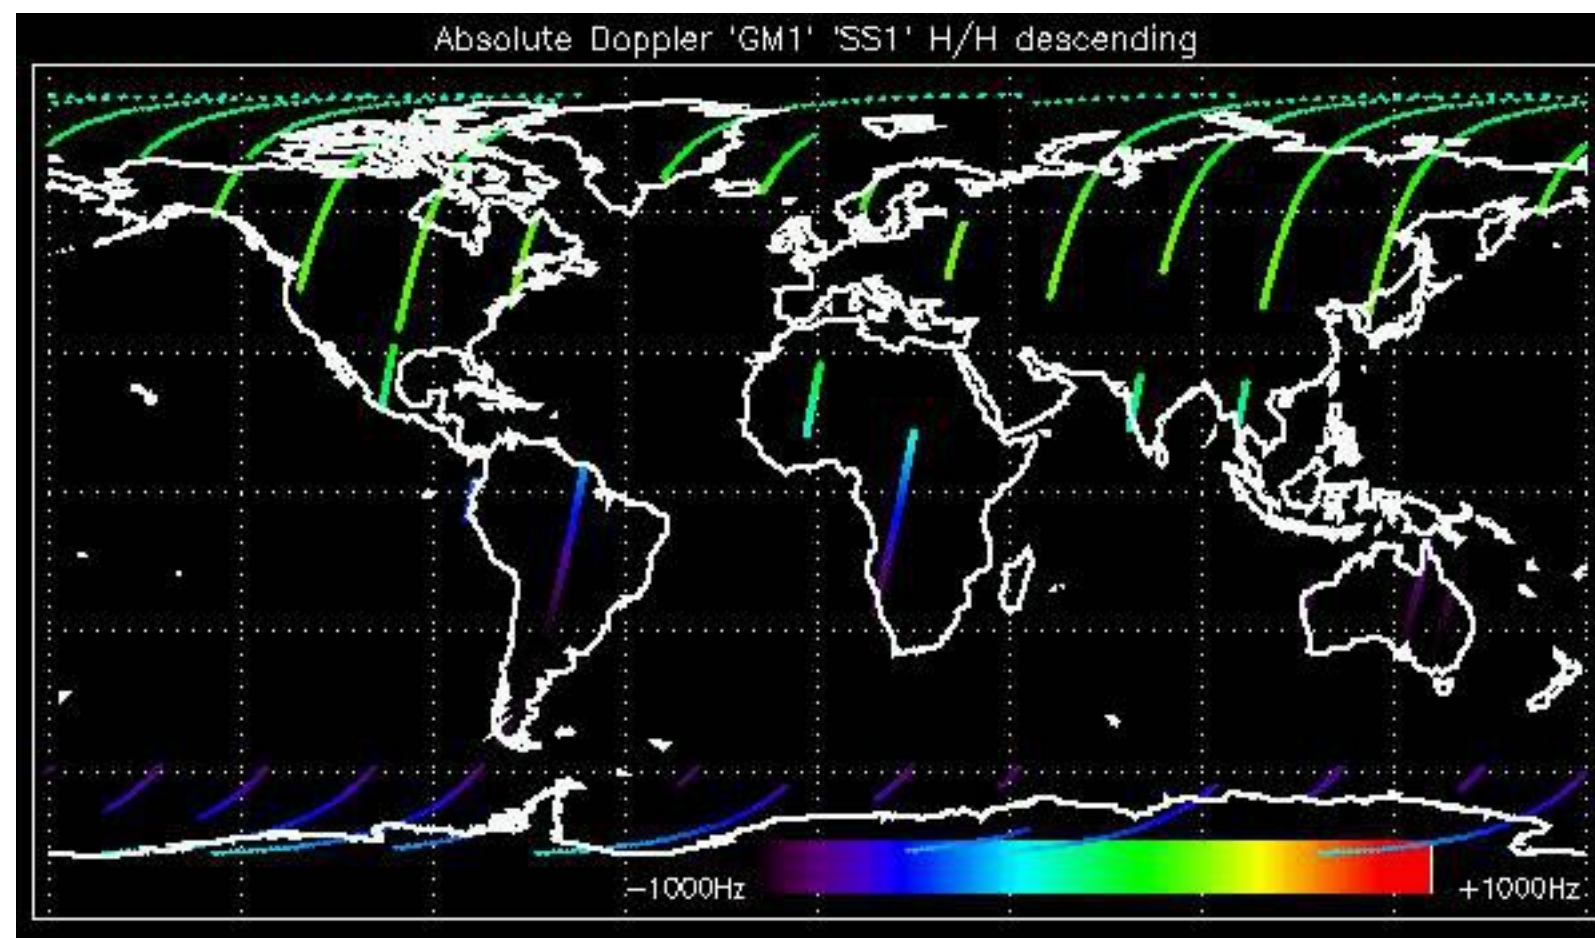 Absolute Doppler 'GM1' 'SS1' H/H descending
−1000Hz
+1000Hz